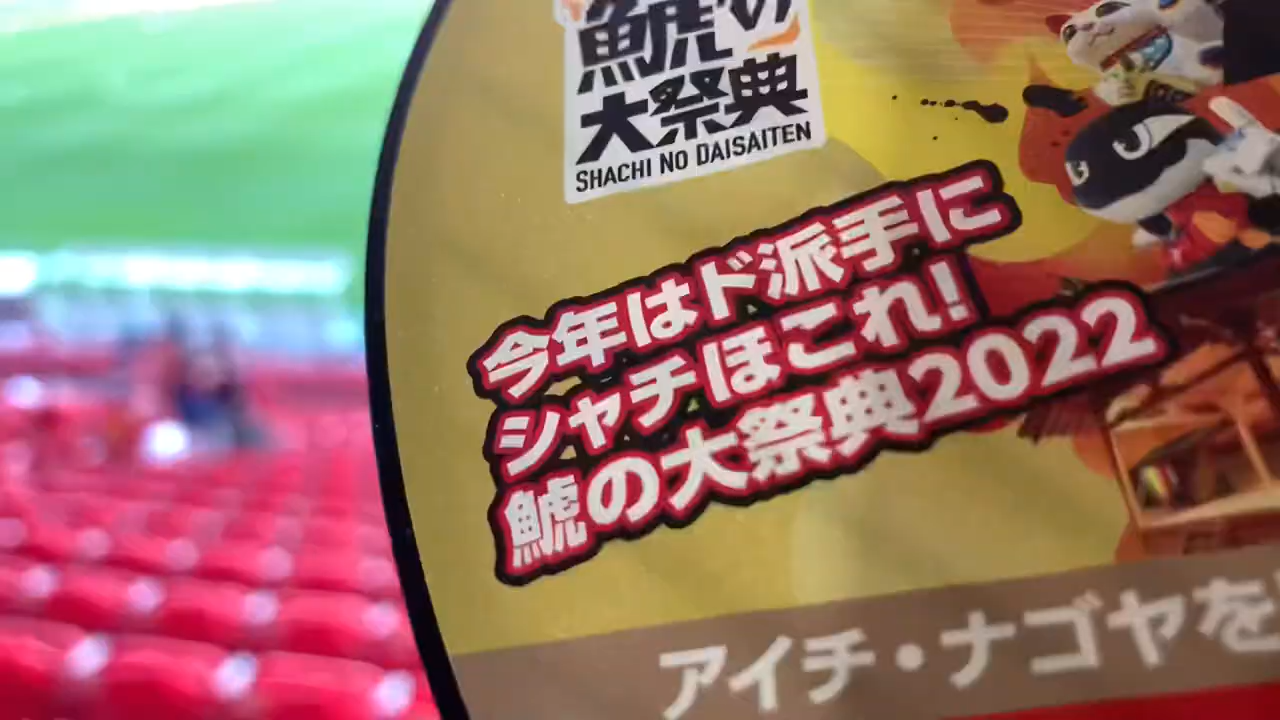 鯱の
大祭典
SHACHI NO DAISAITEN
今年はド派手に
シャチほこれ!
鯱の大祭典2022
アイチ・ナゴヤを